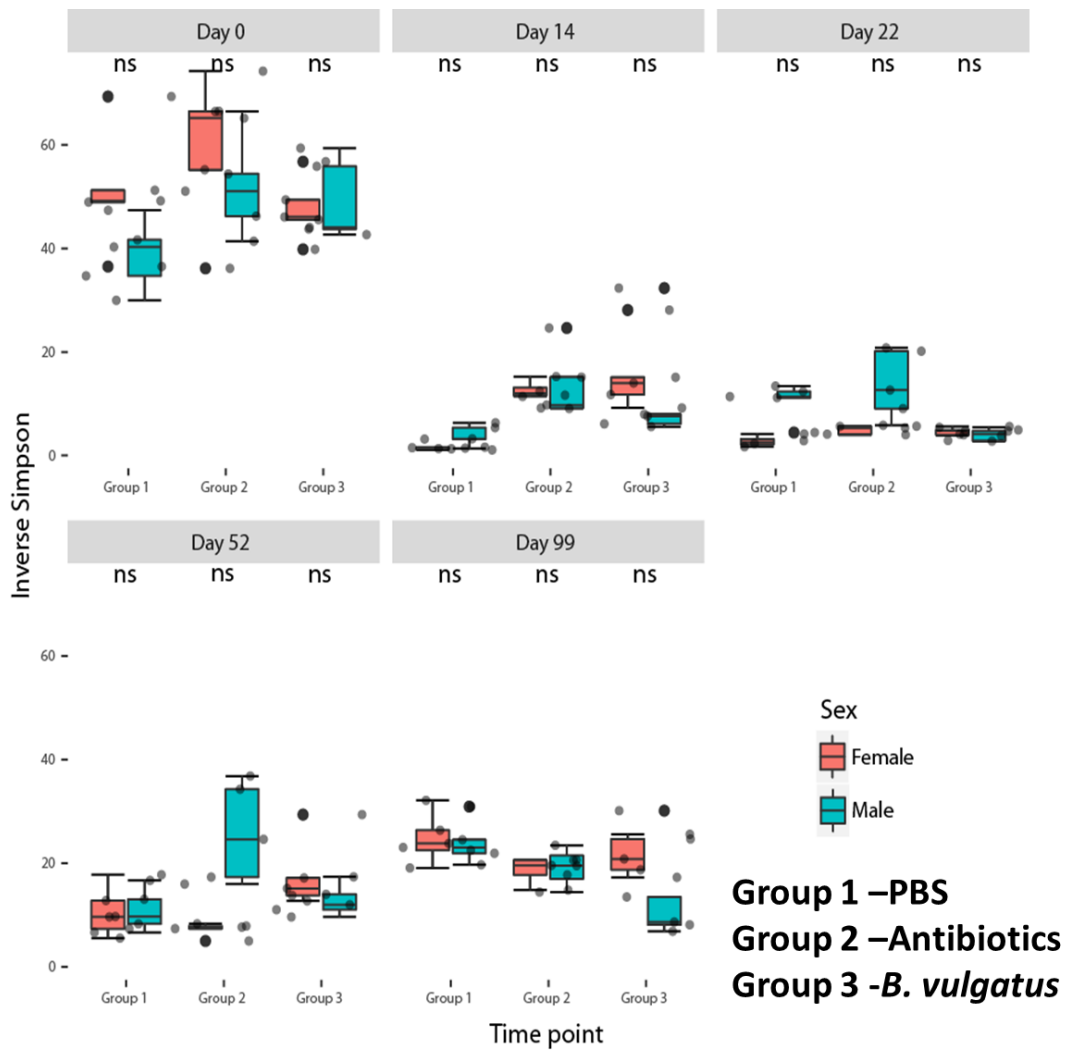 Day 0 Day 14 Day 22
ns ns ns ns ns ns ns ns ns
60
40
20
0
Group 1 Group 2 Group 3 Group 1 Group 2 Group 3 Group 1 Group 2 Group 3
Inverse Simpson
Day 52 Day 99
ns ns ns ns ns ns
60
40
20
0
Group 1 Group 2 Group 3 Group 1 Group 2 Group 3
Time point
Sex
Female
Male
Group 1 –PBS
Group 2 –Antibiotics
Group 3 -B. vulgatus